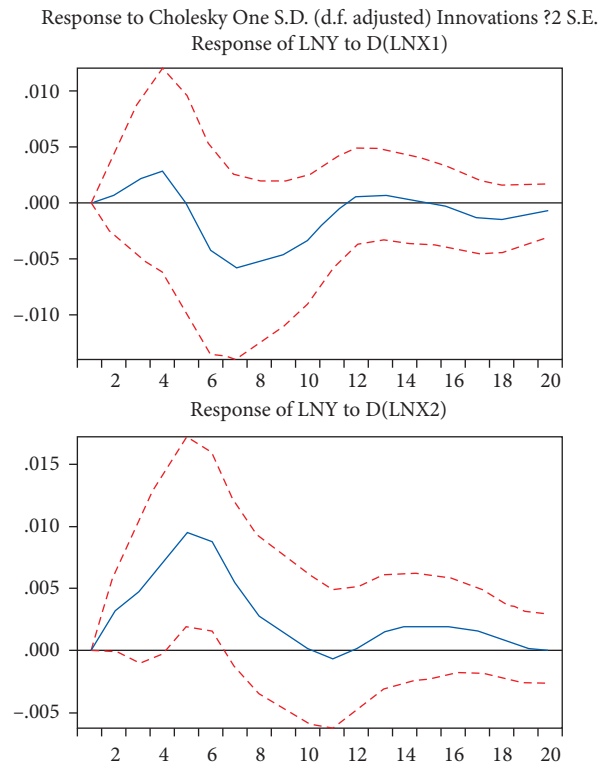 Response to Cholesky One S.D. (d.f. adjusted) Innovations ?2 S.E.
Response of LNY to D(LNX1)
.010
.005
.000
–.005
–.010
2 4 6 8 10 12 14 16 18 20
Response of LNY to D(LNX2)
.015
.010
.005
.000
–.005
2 4 6 8 10 12 14 16 18 20